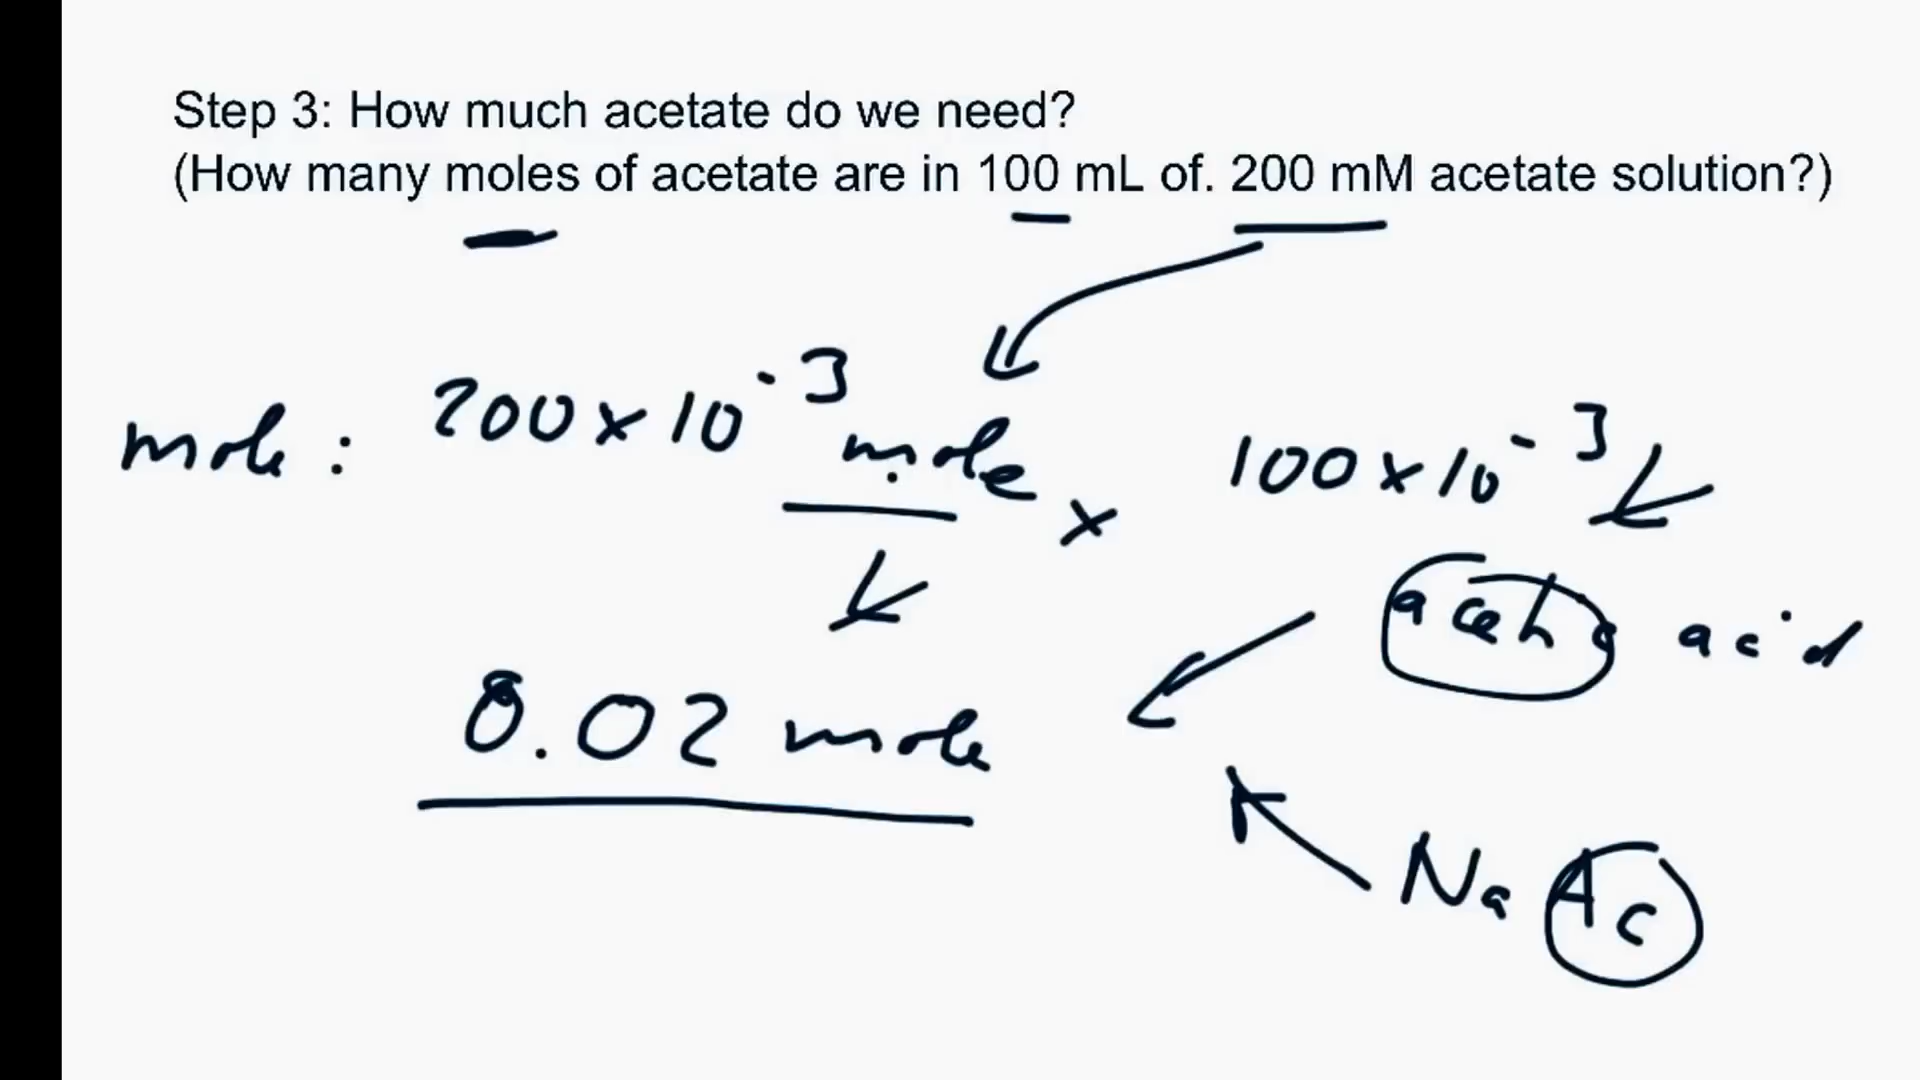 Step 3: How much acetate do we need?
(How many moles of acetate are in 100 mL of. 200 mM acetate solution?)
mole : 200 x 10⁻³ mole x 100 x 10⁻³
acetic acid
0.02 mole
NaAc